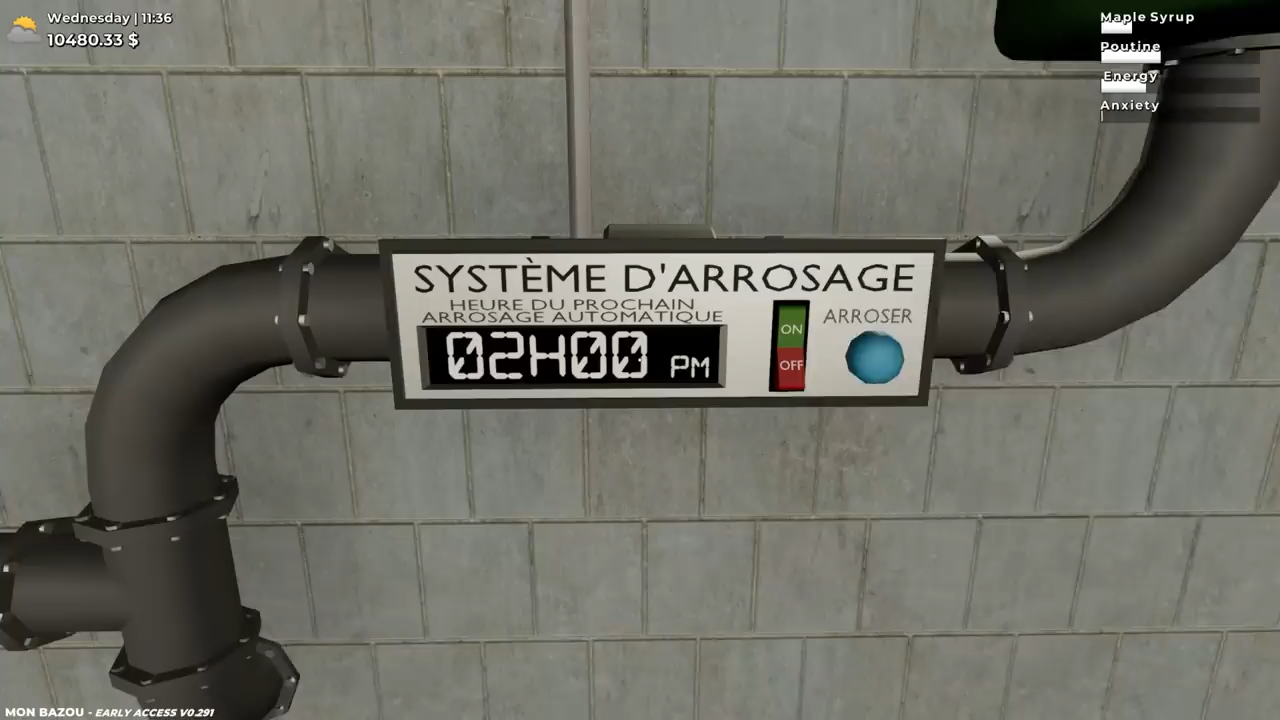 Wednesday | 11:36
10480.33 $
Maple Syrup
Poutine
Energy
Anxiety
SYSTÈME D'ARROSAGE
HEURE DU PROCHAIN
ARROSAGE AUTOMATIQUE
02H00 PM
ON
OFF
ARROSER
MON BAZOU - EARLY ACCESS V0.291